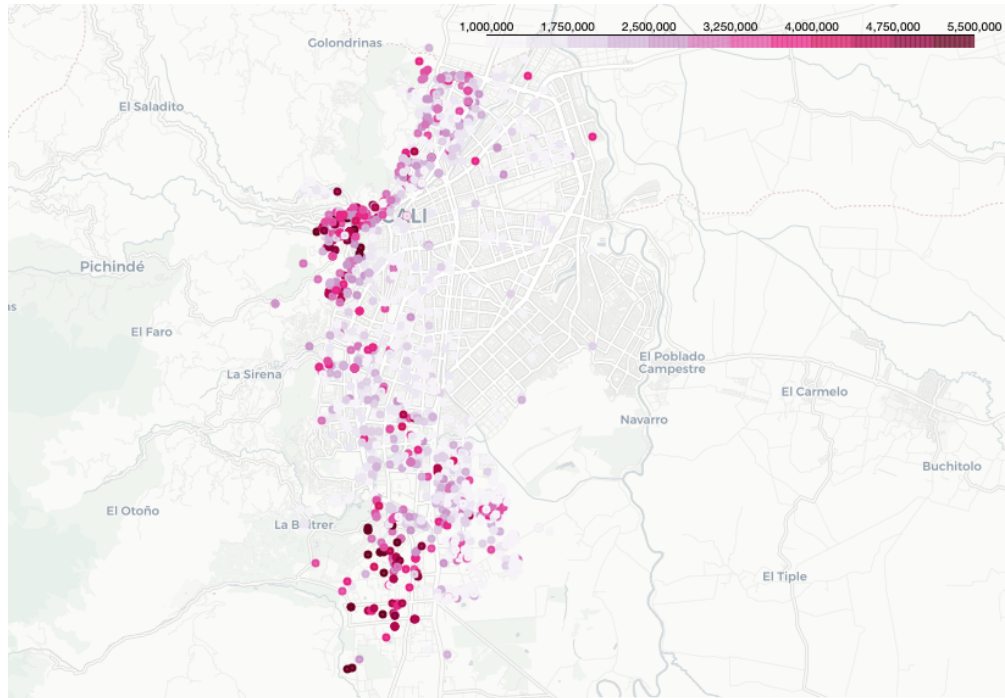 1,000,000 1,750,000 2,500,000 3,250,000 4,000,000 4,750,000 5,500,000
Golondrinas
El Saladito
CALI
Pichindé
as
El Faro
La Sirena
El Poblado
Campestre
El Carmelo
Navarro
Buchitolo
El Otoño
El Tiple